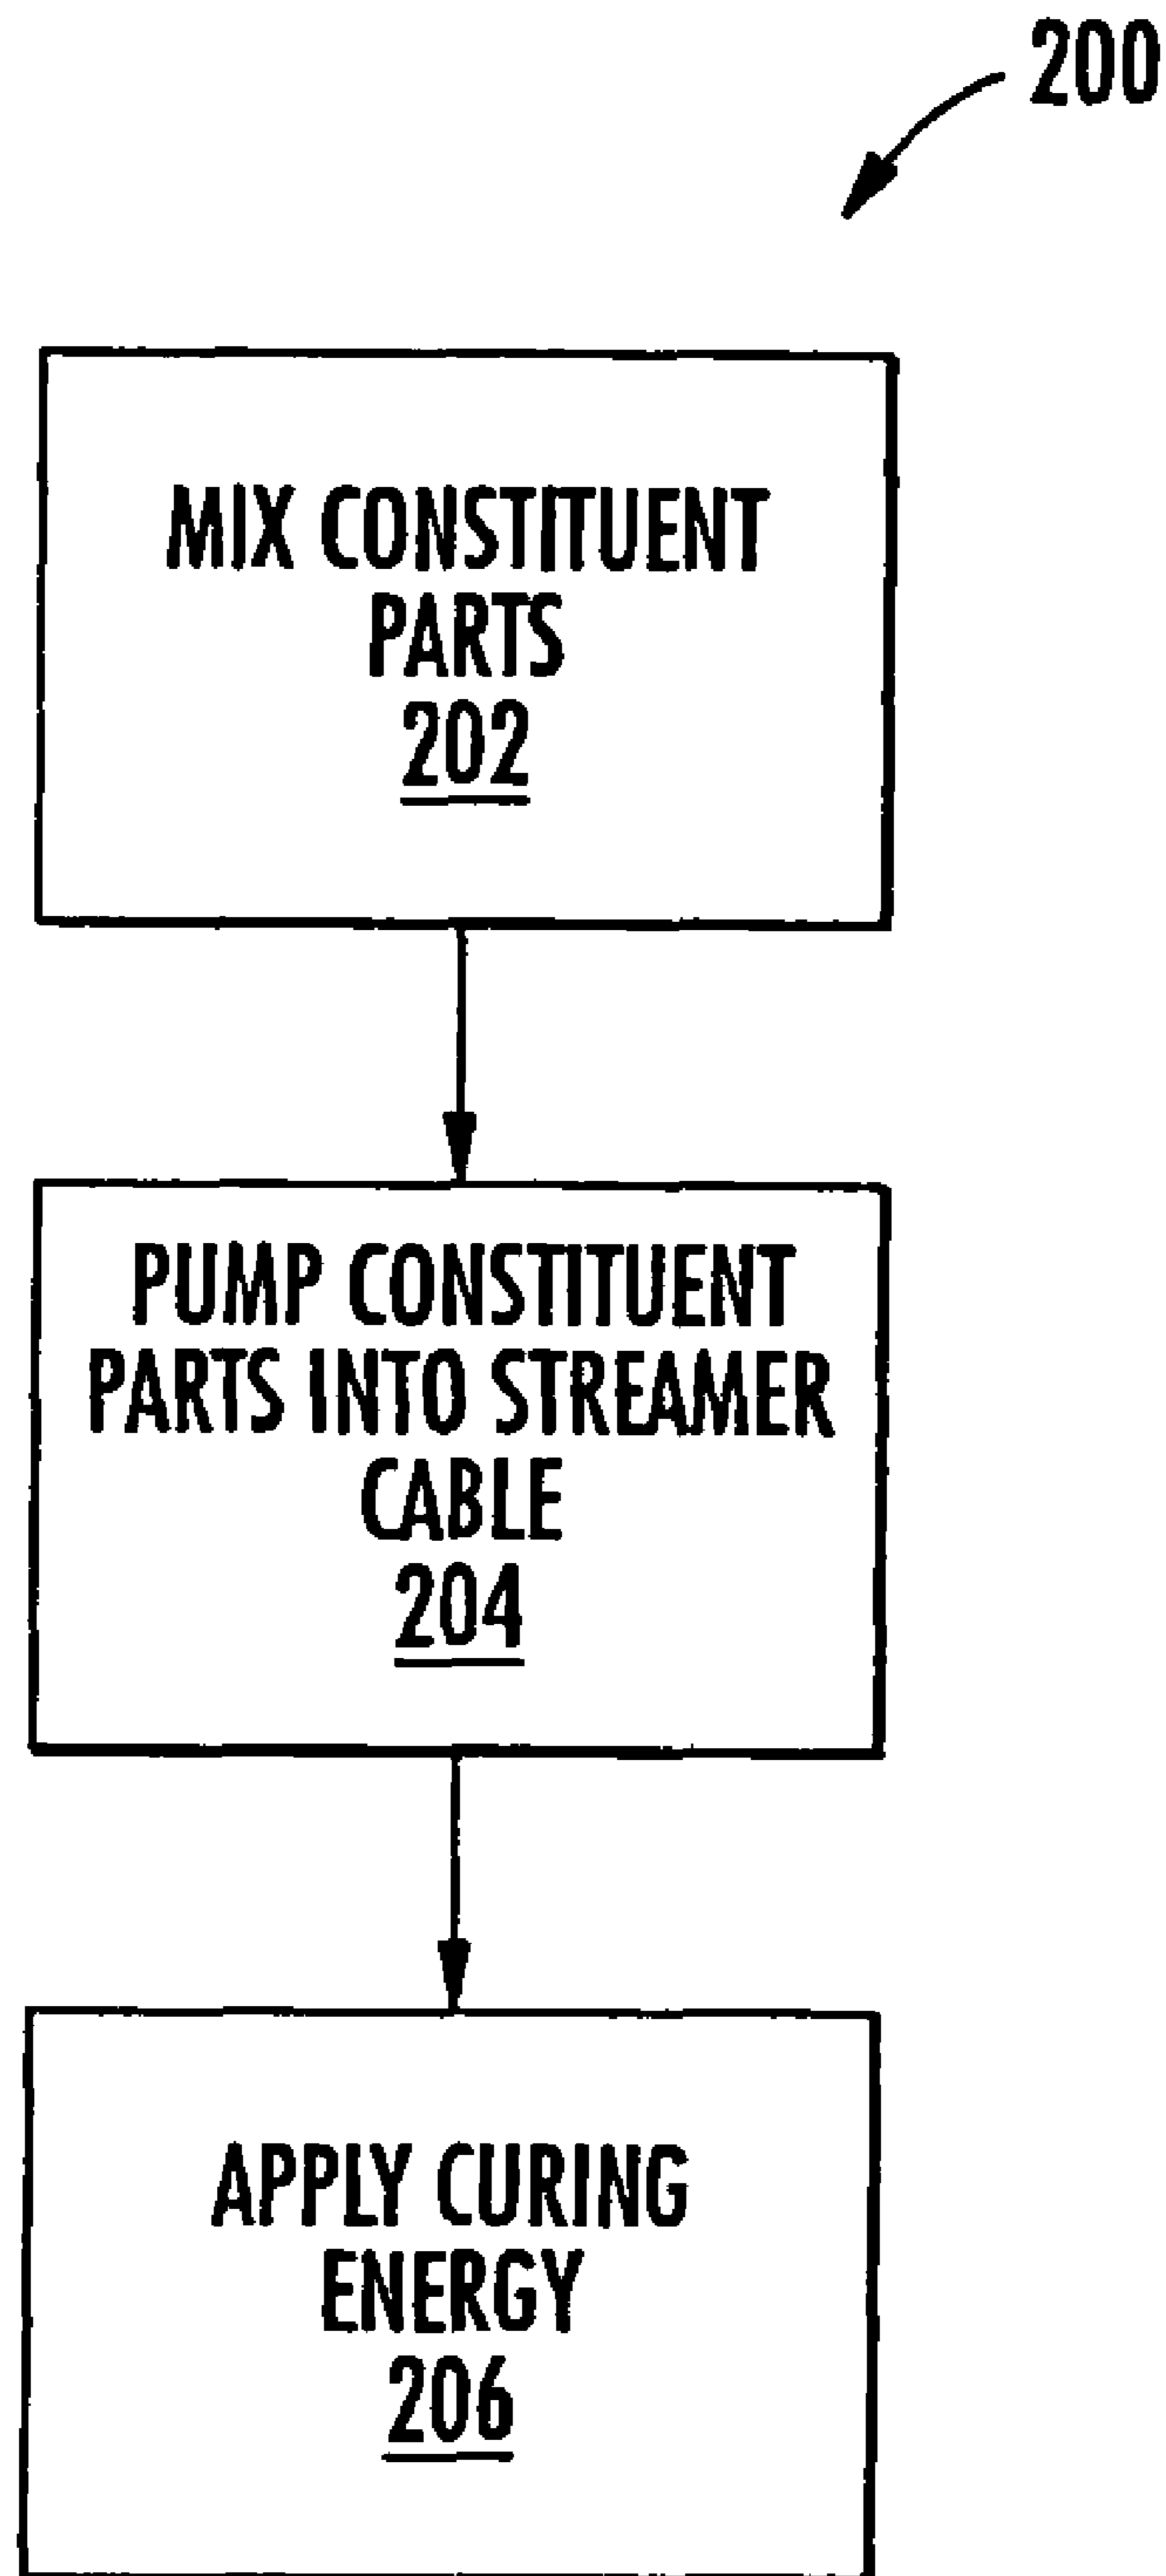 200
MIX CONSTITUENT
PARTS
202
PUMP CONSTITUENT
PARTS INTO STREAMER
CABLE
204
APPLY CURING
ENERGY
206